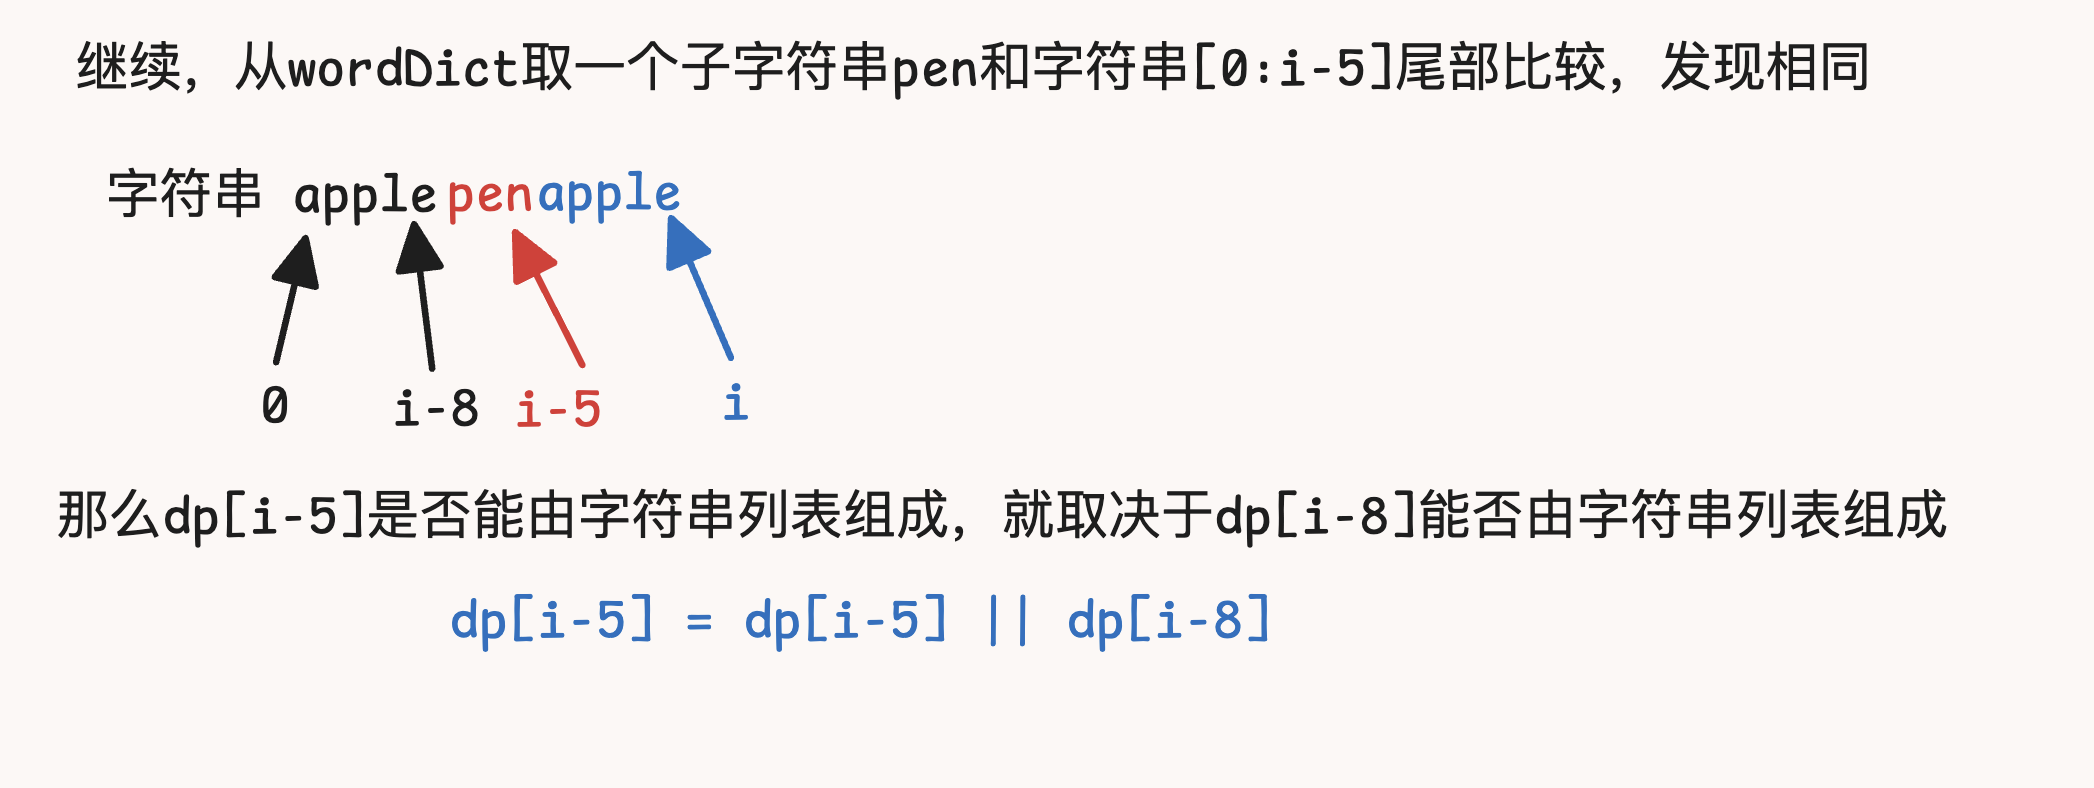 继续，从wordDict取一个子字符串pen和字符串[0:i-5]尾部比较，发现相同
字符串 applepenapple
0 i-8 i-5 i
那么dp[i-5]是否能由字符串列表组成，就取决于dp[i-8]能否由字符串列表组成
dp[i-5] = dp[i-5] || dp[i-8]